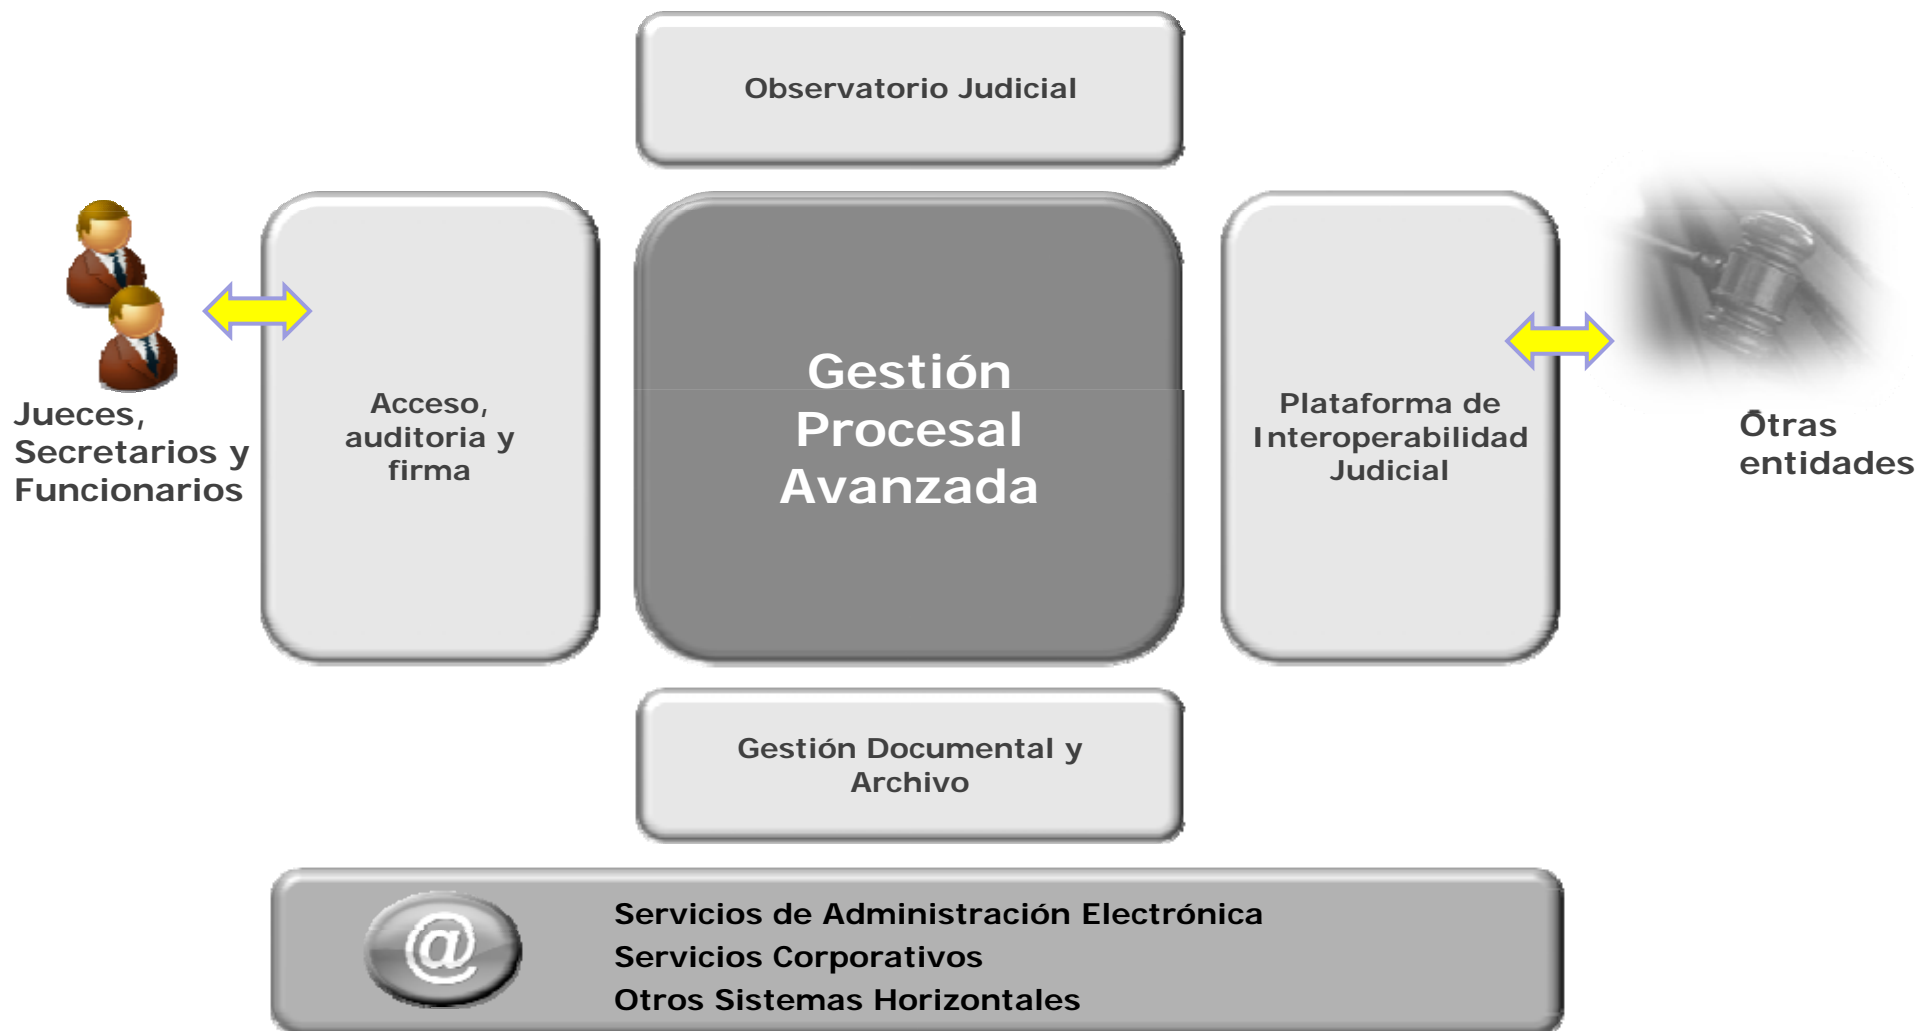 Observatorio Judicial
Jueces,
Secretarios y
Funcionarios
Acceso,
auditoria y
firma
Gestión
Procesal
Avanzada
Plataforma de
Interoperabilidad
Judicial
Otras
entidades
Gestión Documental y
Archivo
@
Servicios de Administración Electrónica
Servicios Corporativos
Otros Sistemas Horizontales